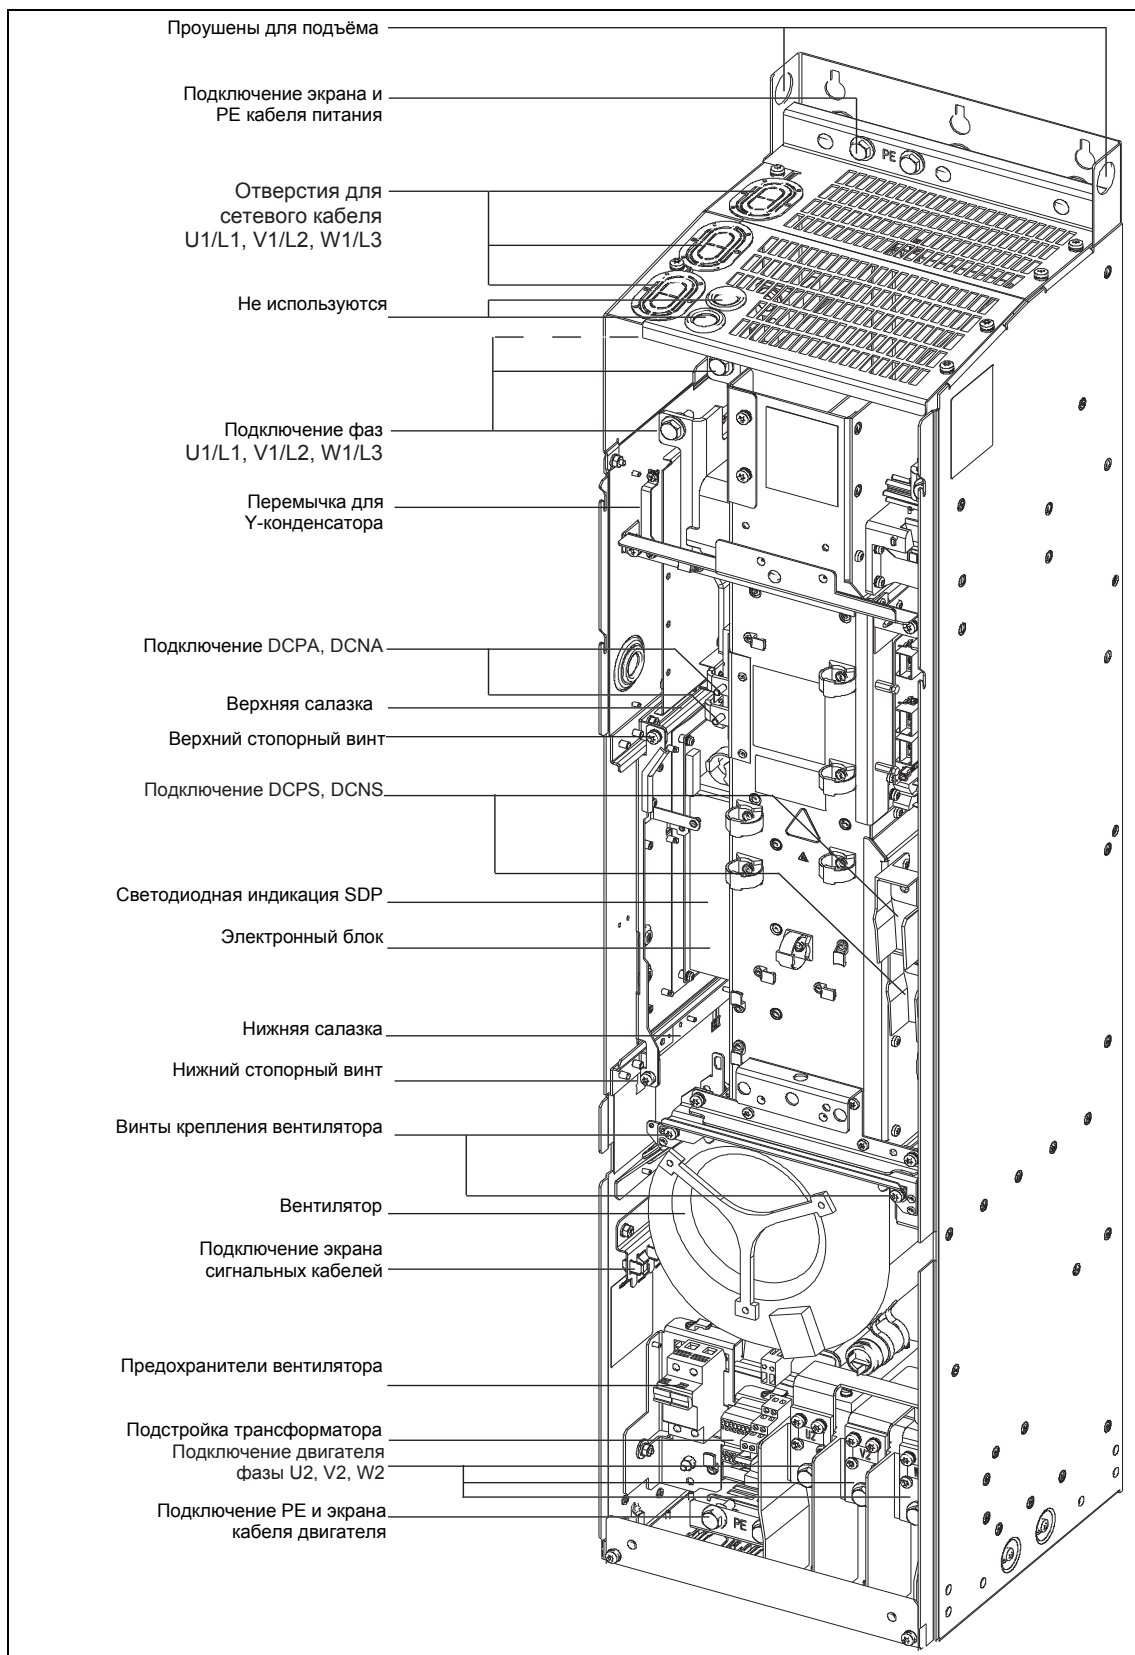 Проушены для подъёма
Подключение экрана и
PE кабеля питания
PE
Отверстия для
сетевого кабеля
U1/L1, V1/L2, W1/L3
Не используются
Подключение фаз
U1/L1, V1/L2, W1/L3
Перемычка для
Y-конденсатора
Подключение DCPA, DCNA
Верхняя салазка
Верхний стопорный винт
Подключение DCPS, DCNS
Светодиодная индикация SDP
Электронный блок
Нижняя салазка
Нижний стопорный винт
Винты крепления вентилятора
Вентилятор
Подключение экрана
сигнальных кабелей
Предохранители вентилятора
Подстройка трансформатора
Подключение двигателя
фазы U2, V2, W2
U2
V2
Подключение PE и экрана
кабеля двигателя
PE